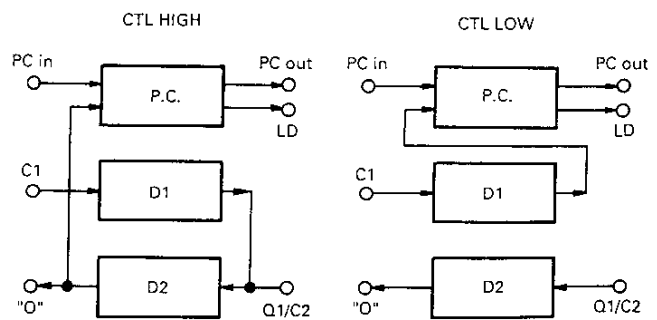 CTL HIGH
PC in
P.C.
PC out
LD
C1
D1
D2
"O"
Q1/C2
CTL LOW
PC in
P.C.
PC out
LD
C1
D1
D2
"O"
Q1/C2